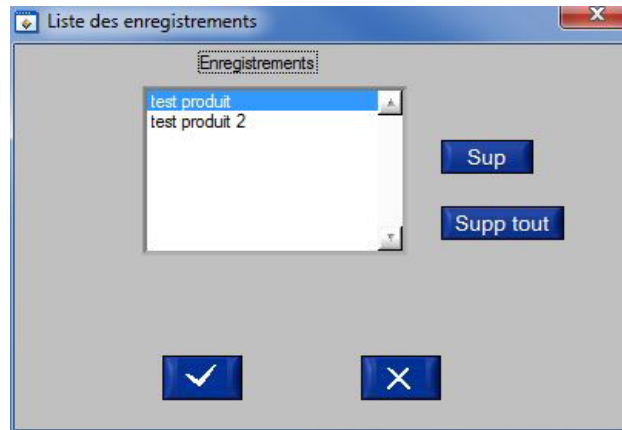 Liste des enregistrements
Enregistrements
test produit
test produit 2
Sup
Supp tout